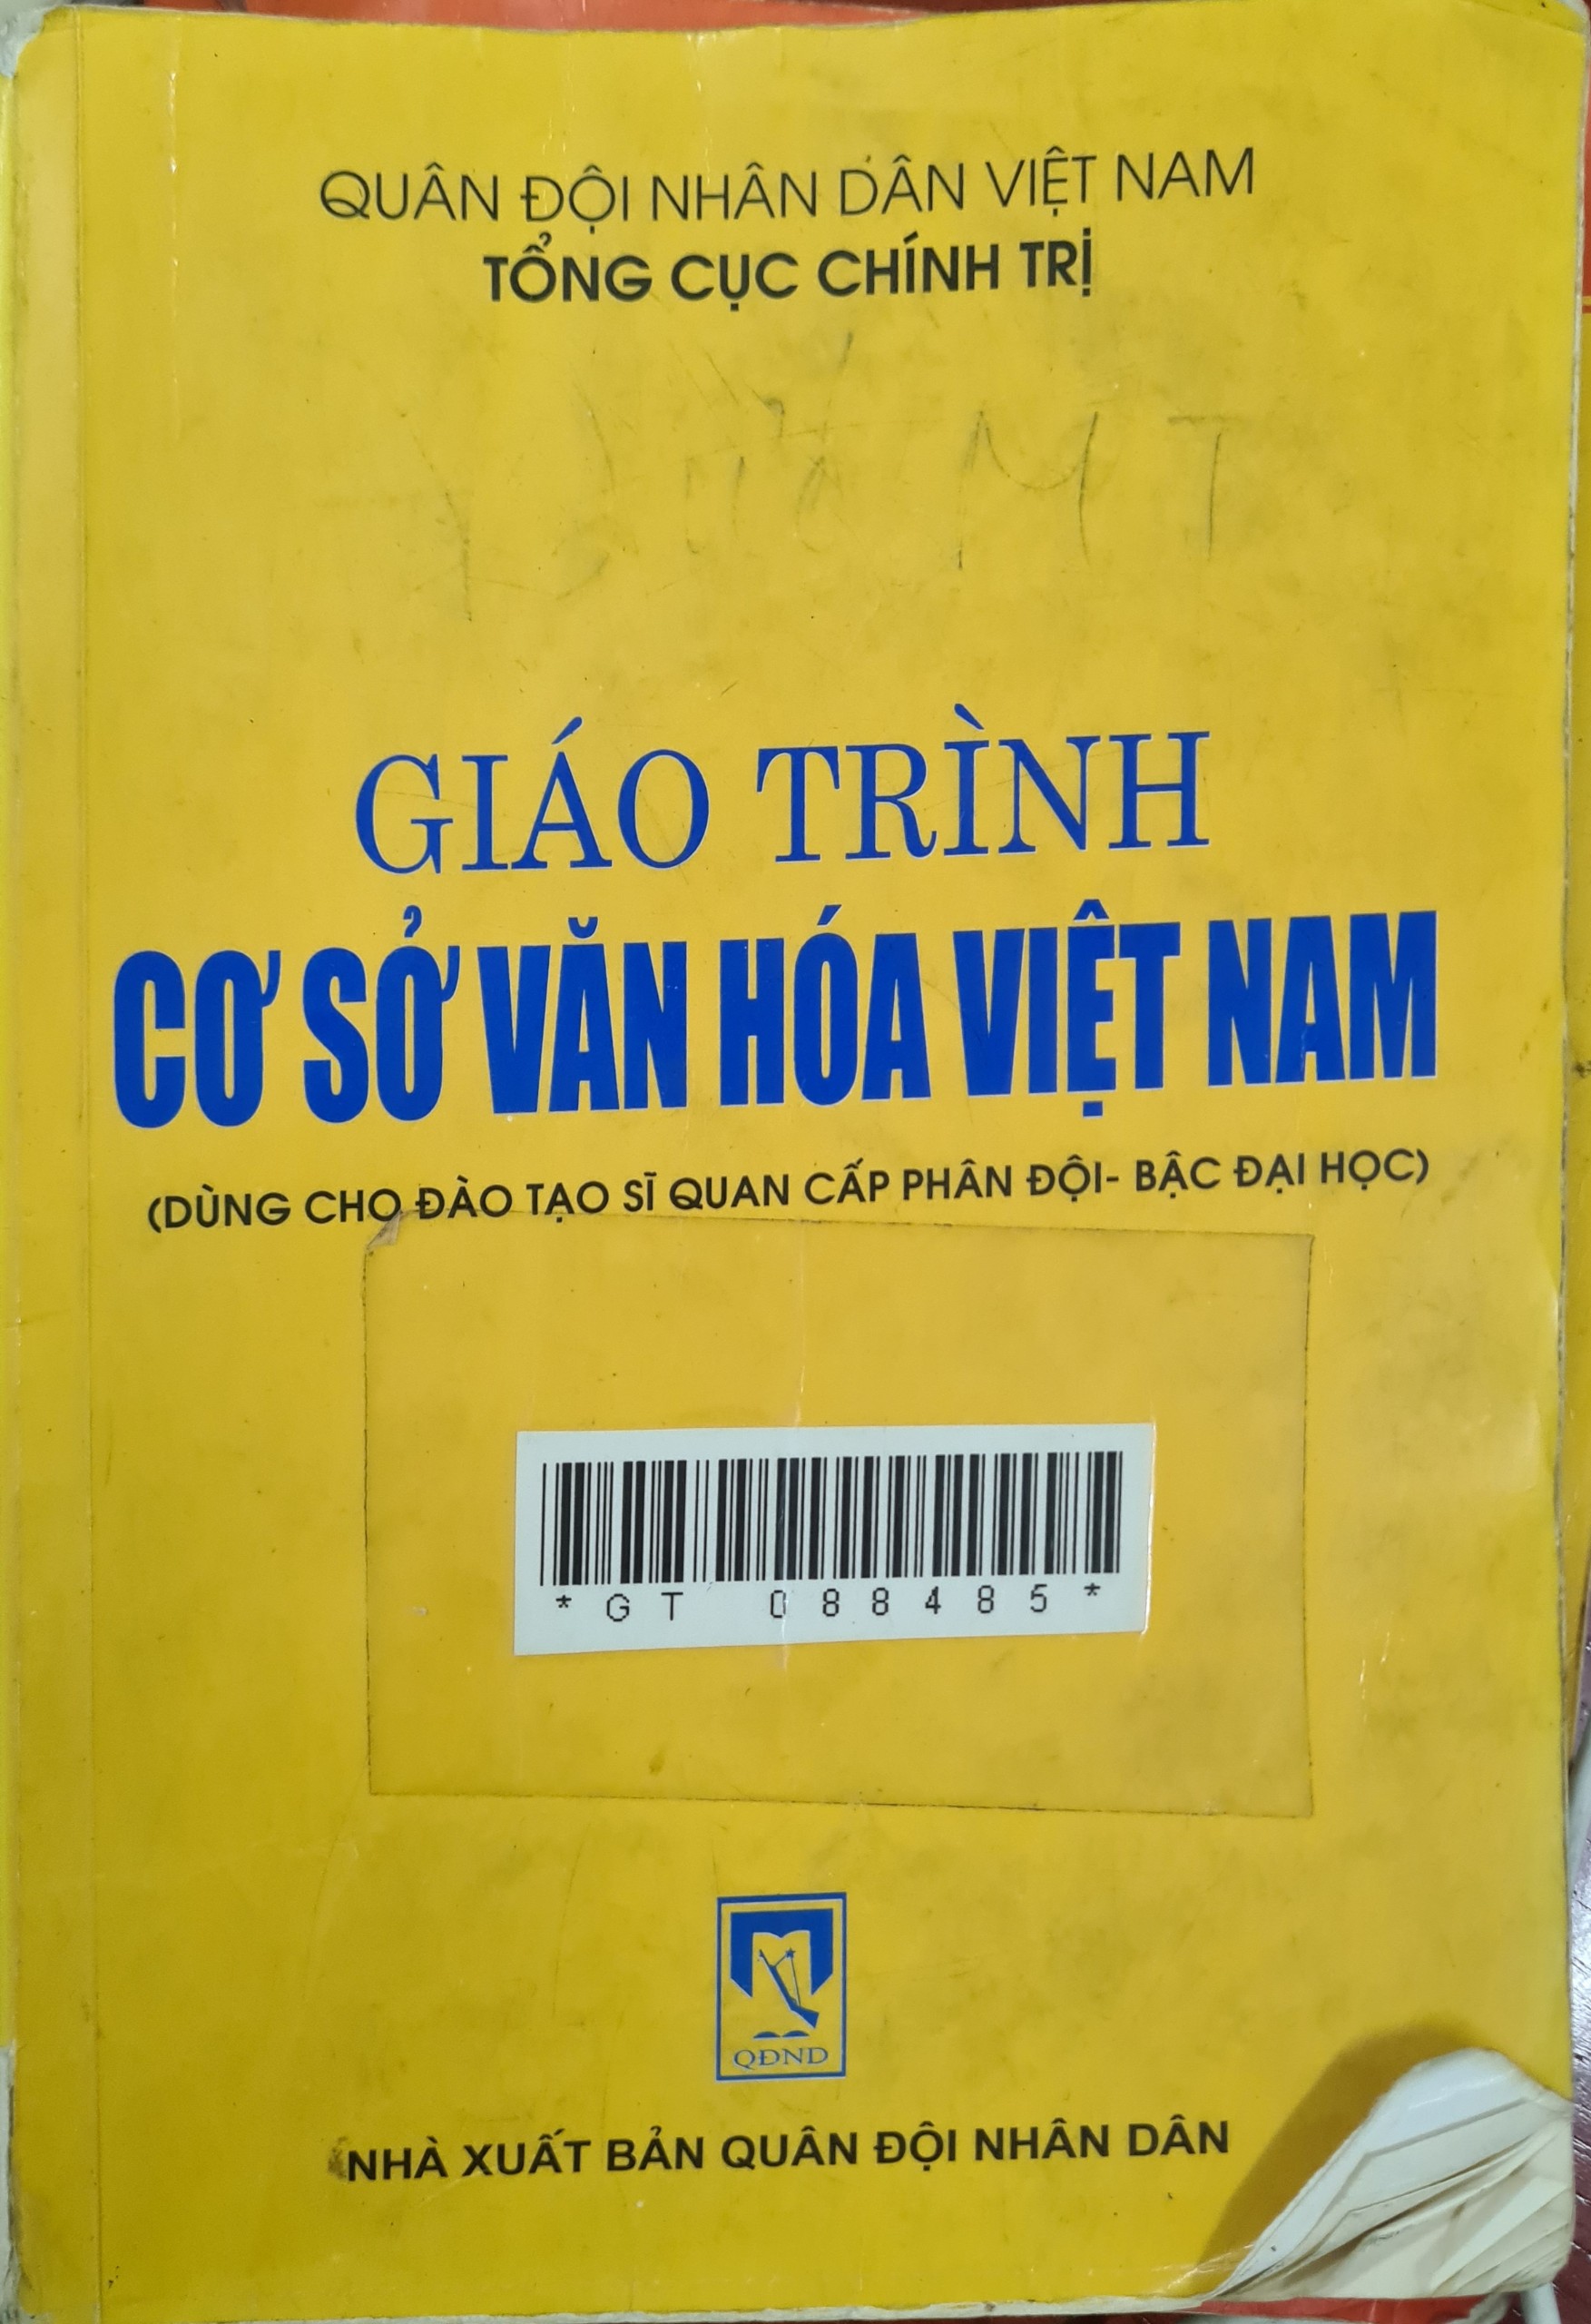 QUÂN ĐỘI NHÂN DÂN VIỆT NAM
TỔNG CỤC CHÍNH TRỊ
GIÁO TRÌNH
CƠ SỞ VĂN HÓA VIỆT NAM
(DÙNG CHO ĐÀO TẠO SĨ QUAN CẤP PHÂN ĐỘI- BẬC ĐẠI HỌC)
*GT 088485*
QĐND
NHÀ XUẤT BẢN QUÂN ĐỘI NHÂN DÂN